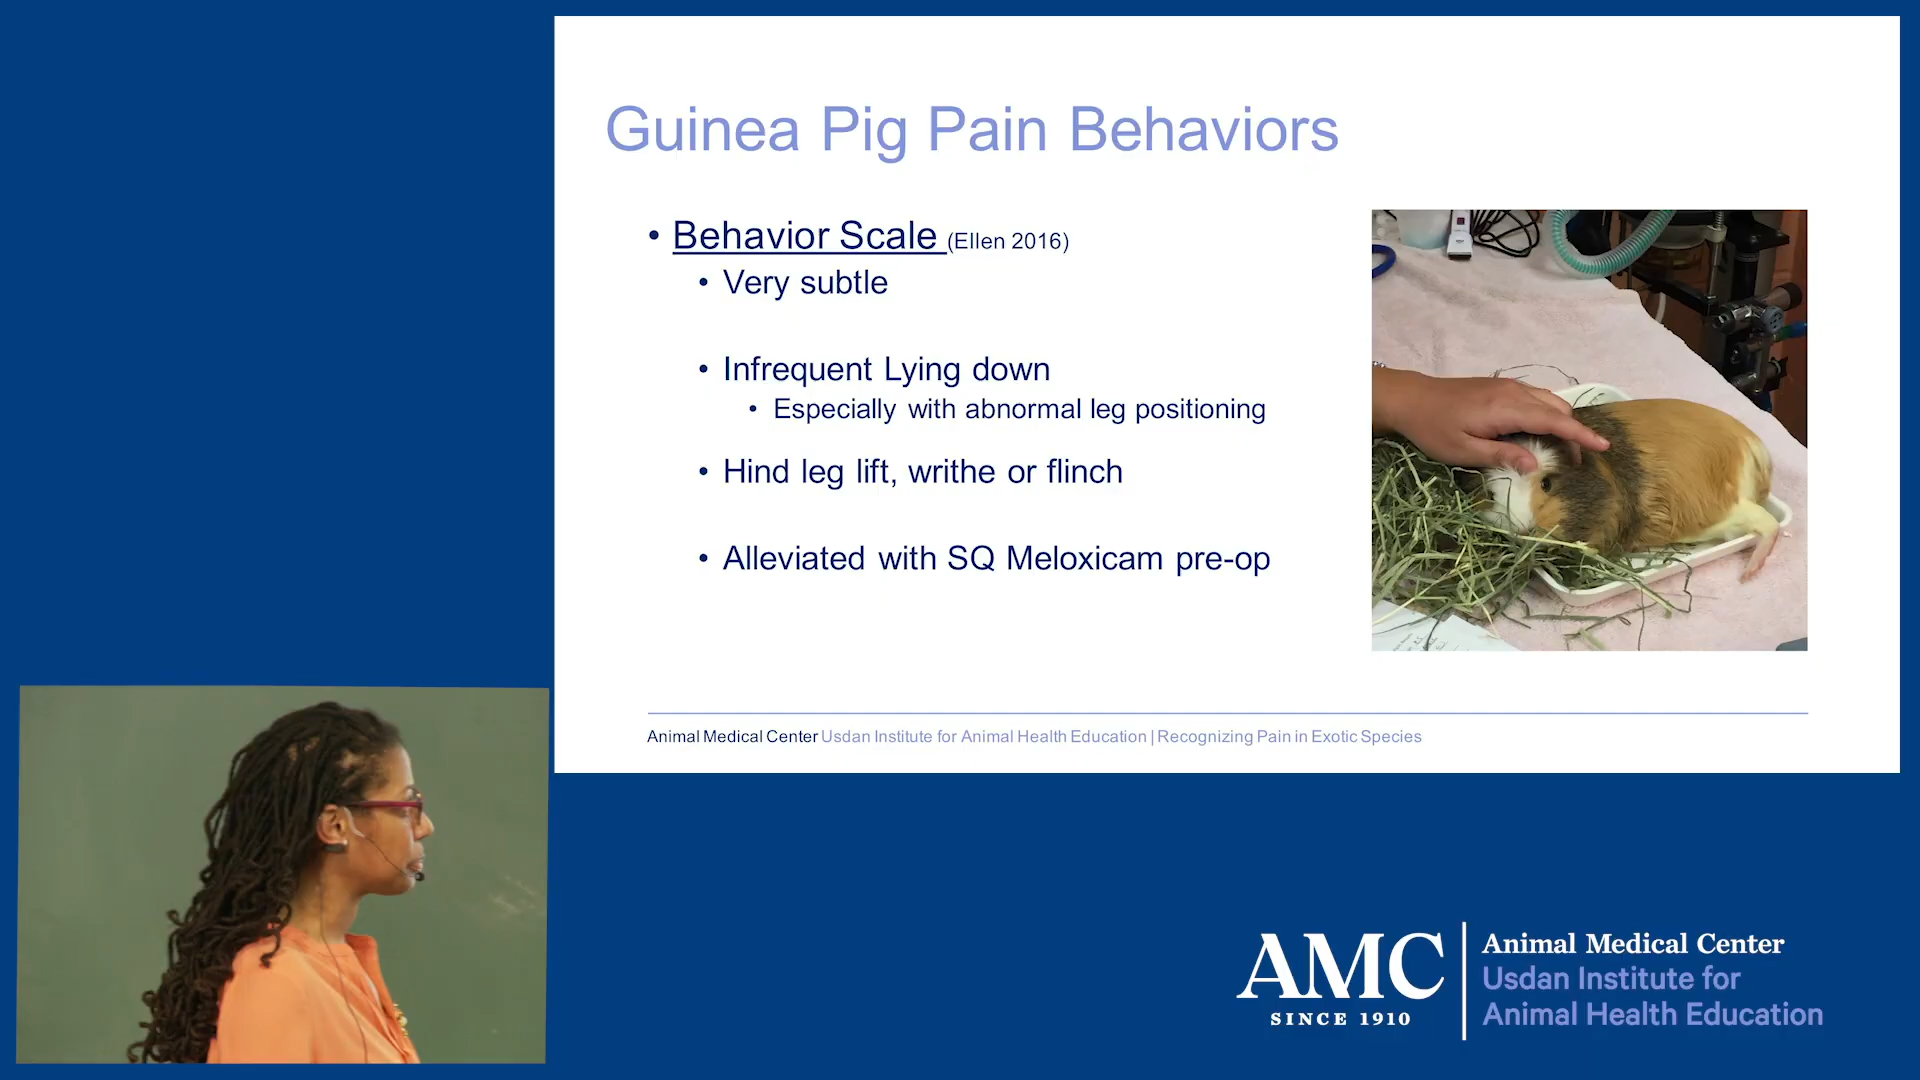 Guinea Pig Pain Behaviors
• Behavior Scale (Ellen 2016)
• Very subtle
• Infrequent Lying down
• Especially with abnormal leg positioning
• Hind leg lift, writhe or flinch
• Alleviated with SQ Meloxicam pre-op
Animal Medical Center Usdan Institute for Animal Health Education | Recognizing Pain in Exotic Species
AMC
SINCE 1910
Animal Medical Center
Usdan Institute for
Animal Health Education